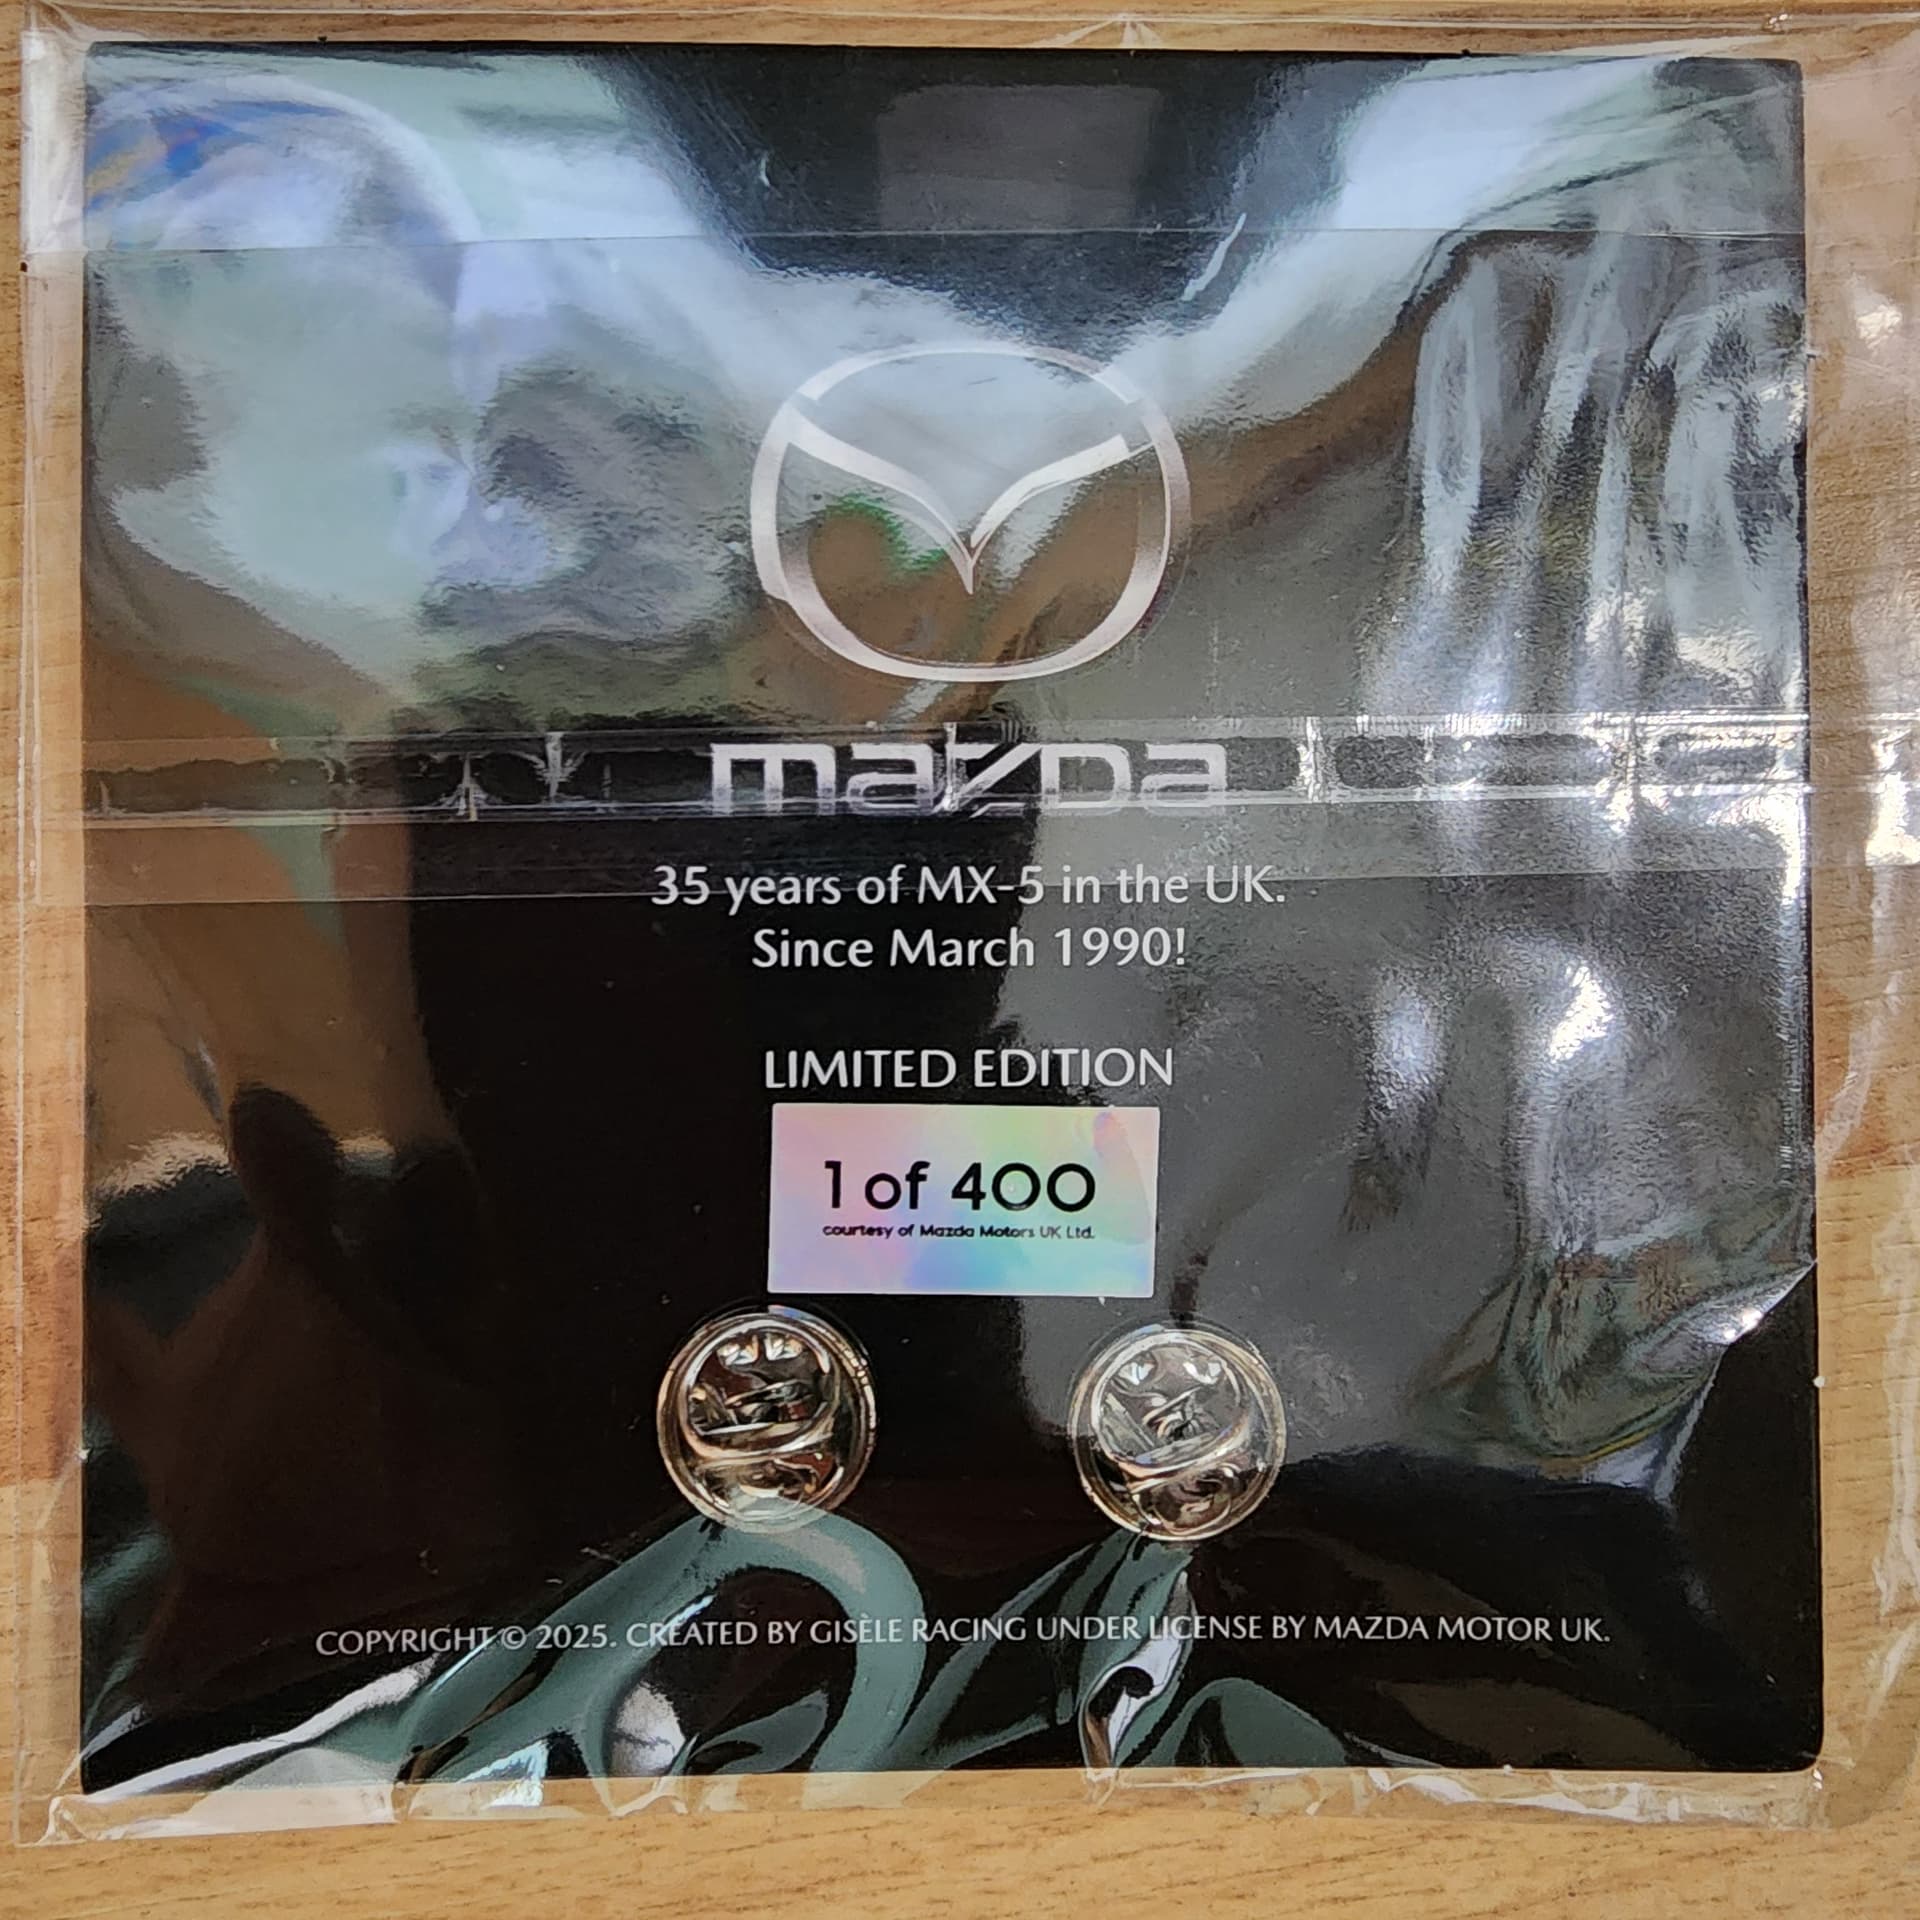 mazda
35 years of MX-5 in the UK.
Since March 1990!
LIMITED EDITION
1 of 400
courtesy of Mazda Motors UK Ltd.
COPYRIGHT © 2025. CREATED BY GISÈLE RACING UNDER LICENSE BY MAZDA MOTOR UK.